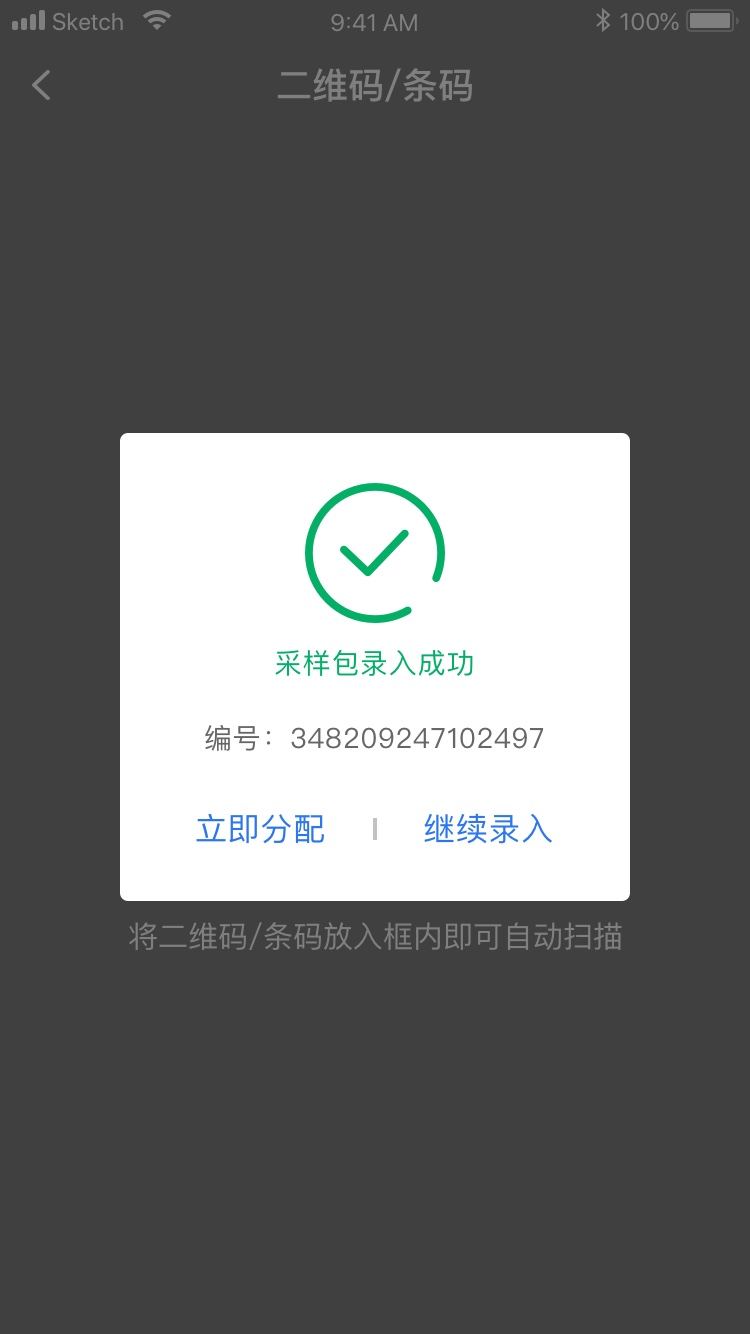 Sketch 9:41 AM 100%
二维码/条码
采样包录入成功
编号：348209247102497
立即分配 | 继续录入
将二维码/条码放入框内即可自动扫描